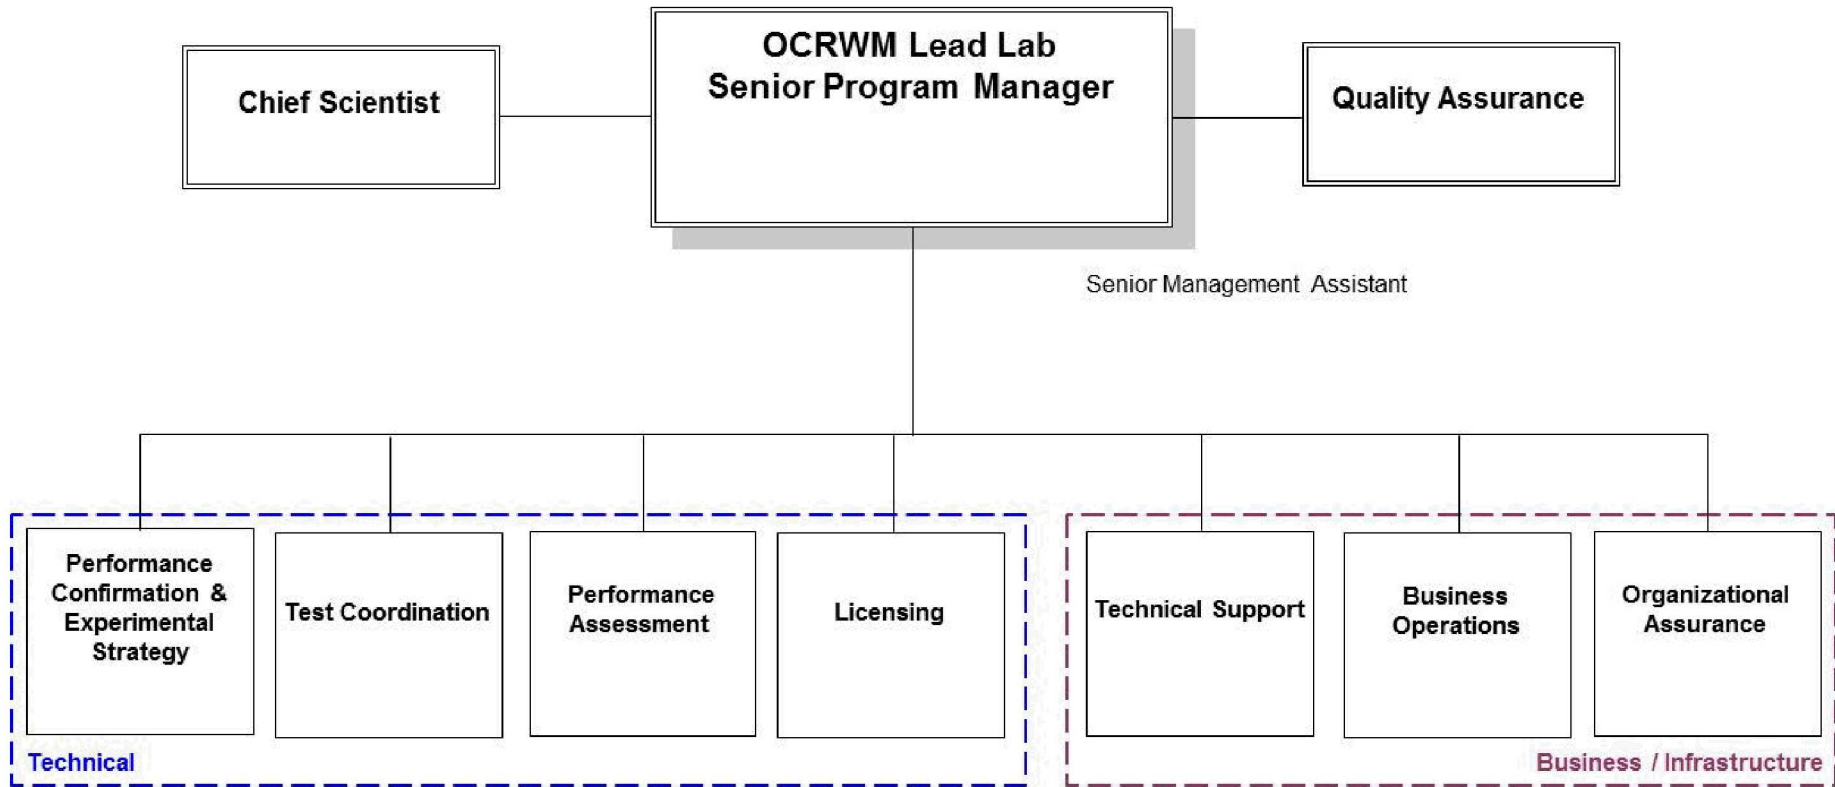 OCRWM Lead Lab
Senior Program Manager
Chief Scientist
Quality Assurance
Senior Management Assistant
Performance
Confirmation &
Experimental
Strategy
Test Coordination
Performance
Assessment
Licensing
Technical Support
Business
Operations
Organizational
Assurance
Technical
Business / Infrastructure